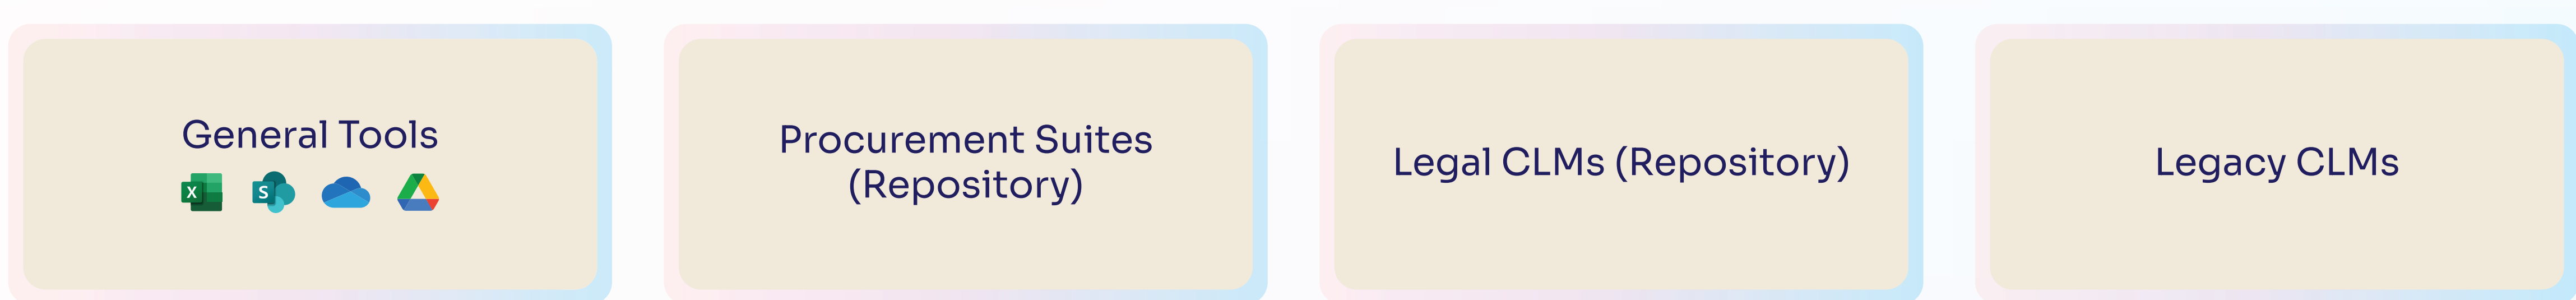 General Tools
X
S
Procurement Suites
(Repository)
Legal CLMs (Repository)
Legacy CLMs